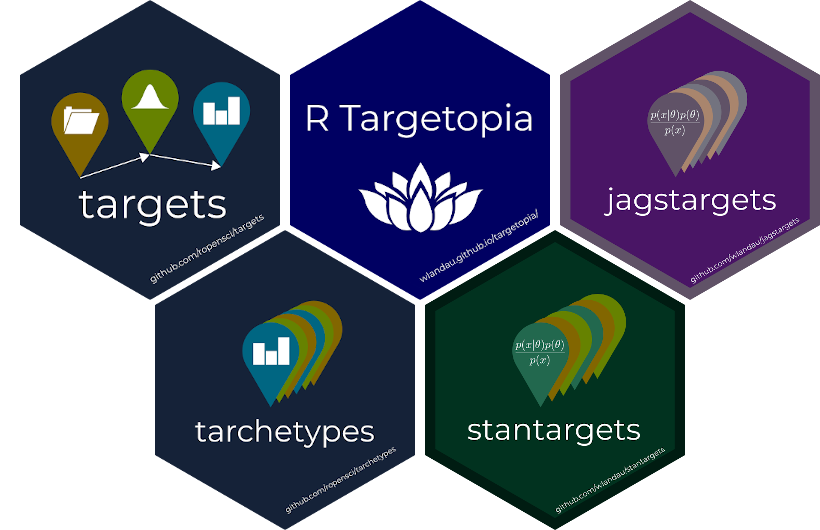 targets
github.com/ropensci/targets
R Targetopia
wlandau.github.io/targetopia/
p(x|θ)p(θ)
p(x)
jagstargets
github.com/wlandau/jagstargets
tarchetypes
github.com/ropensci/tarchetypes
p(x|θ)p(θ)
p(x)
stantargets
github.com/wlandau/stantargets